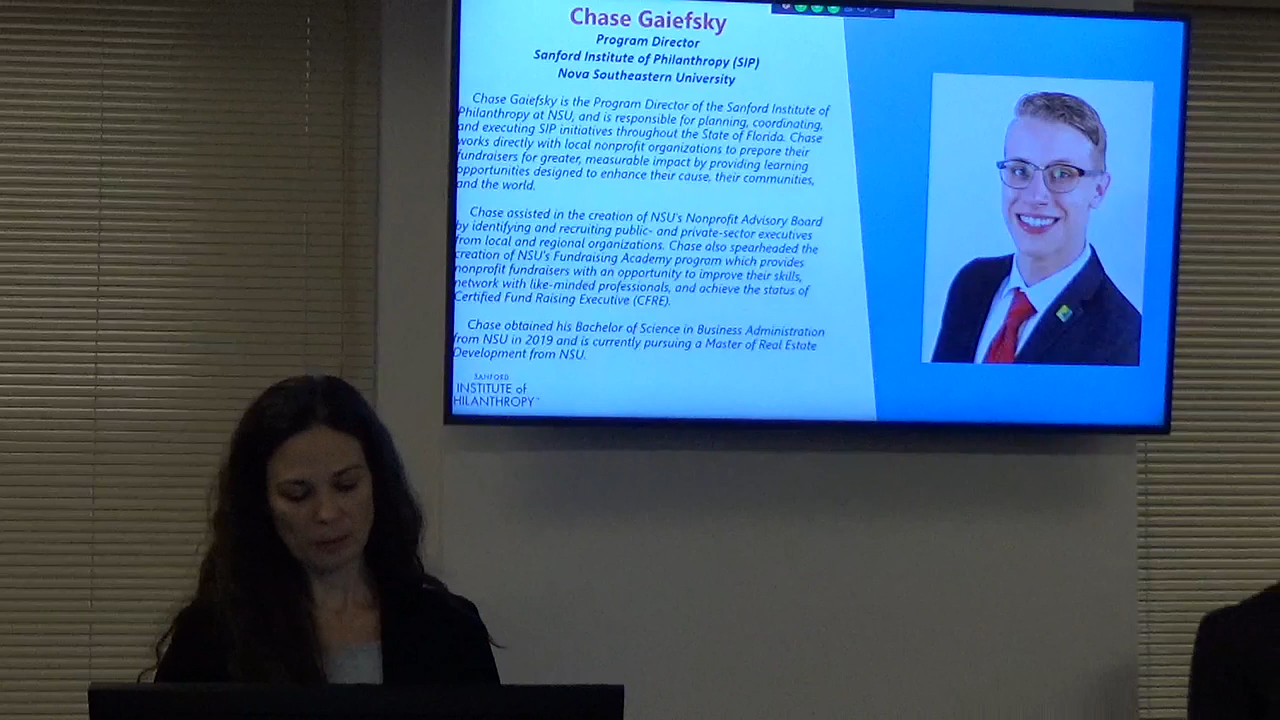 Chase Gaiefsky
Program Director
Sanford Institute of Philanthropy (SIP)
Nova Southeastern University
Chase Gaiefsky is the Program Director of the Sanford Institute of
Philanthropy at NSU, and is responsible for planning, coordinating,
and executing SIP initiatives throughout the State of Florida. Chase
works directly with local nonprofit organizations to prepare their
fundraisers for greater, measurable impact by providing learning
opportunities designed to enhance their cause, their communities,
and the world.
Chase assisted in the creation of NSU's Nonprofit Advisory Board
by identifying and recruiting public- and private-sector executives
from local and regional organizations. Chase also spearheaded the
creation of NSU's Fundraising Academy program which provides
nonprofit fundraisers with an opportunity to improve their skills,
network with like-minded professionals, and achieve the status of
Certified Fund Raising Executive (CFRE).
Chase obtained his Bachelor of Science in Business Administration
from NSU in 2019 and is currently pursuing a Master of Real Estate
Development from NSU.
SANFORD
INSTITUTE of
HILANTHROPY™